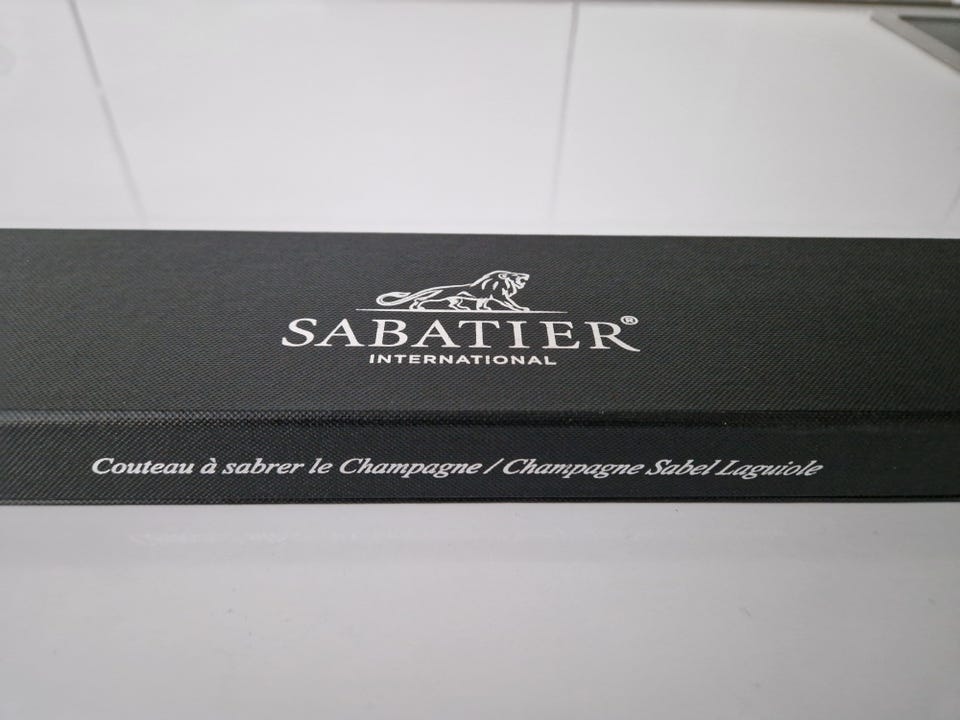 SABATIER®
INTERNATIONAL
Couteau à sabrer le Champagne / Champagne Sabel Laguiole